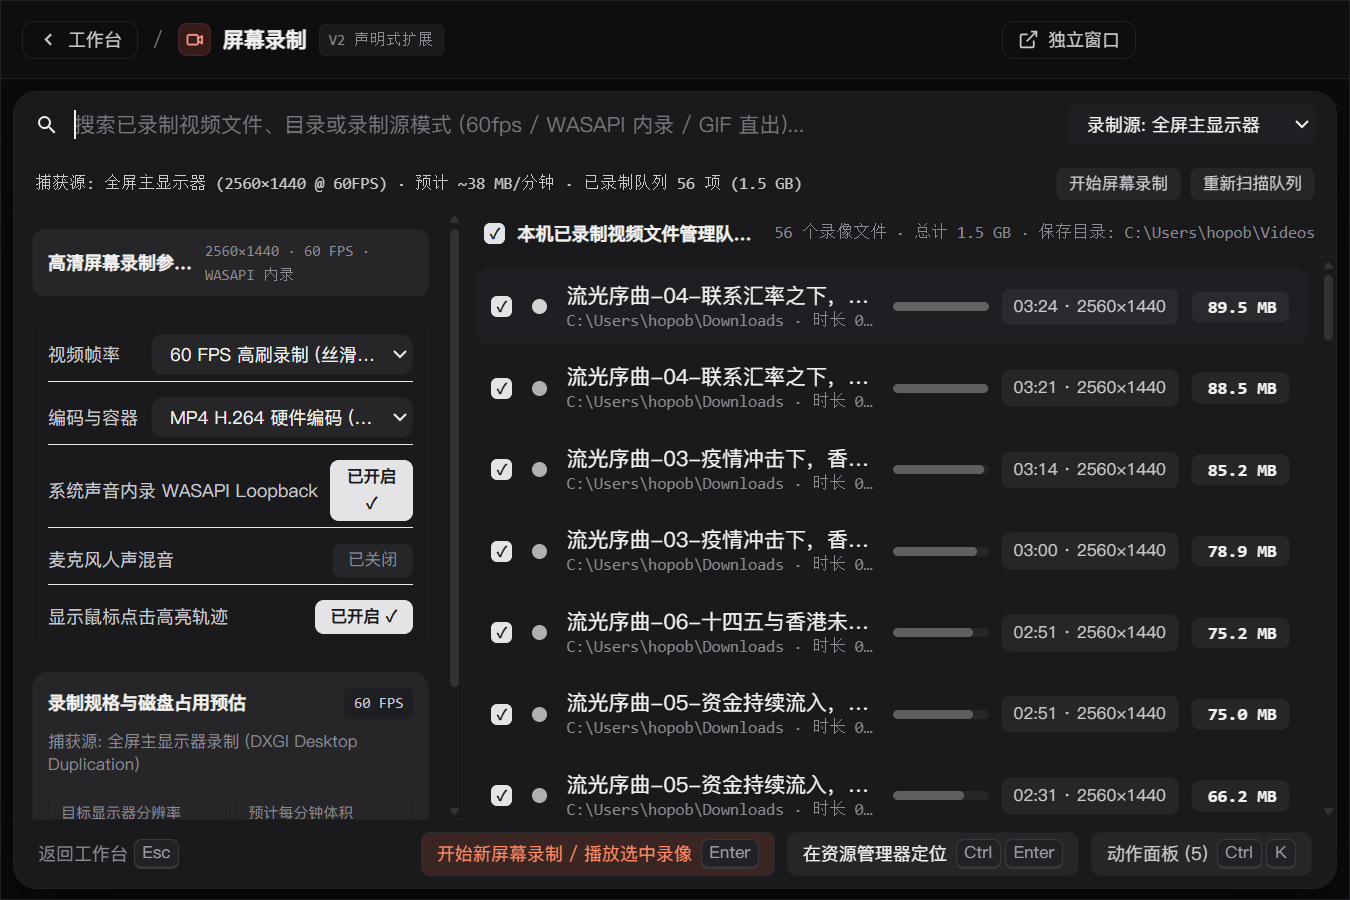 工作台 / 屏幕录制 V2 声明式扩展 独立窗口
搜索已录制视频文件、目录或录制源模式 (60fps / WASAPI 内录 / GIF 直出)... 录制源: 全屏主显示器
捕获源: 全屏主显示器 (2560×1440 @ 60FPS) · 预计 ~38 MB/分钟 · 已录制队列 56 项 (1.5 GB) 开始屏幕录制 重新扫描队列
高清屏幕录制参... 2560×1440 · 60 FPS ·
WASAPI 内录
视频帧率 60 FPS 高刷录制 (丝滑...
编码与容器 MP4 H.264 硬件编码 (...
系统声音内录 WASAPI Loopback 已开启
✓
麦克风人声混音 已关闭
显示鼠标点击高亮轨迹 已开启 ✓
录制规格与磁盘占用预估 60 FPS
捕获源: 全屏主显示器录制 (DXGI Desktop
Duplication)
目标显示器分辨率 预计每分钟体积
本机已录制视频文件管理队... 56 个录像文件 · 总计 1.5 GB · 保存目录: C:\Users\hopob\Videos
流光序曲-04-联系汇率之下，... 03:24 · 2560×1440 89.5 MB
C:\Users\hopob\Downloads · 时长 0…
流光序曲-04-联系汇率之下，... 03:21 · 2560×1440 88.5 MB
C:\Users\hopob\Downloads · 时长 0…
流光序曲-03-疫情冲击下，香... 03:14 · 2560×1440 85.2 MB
C:\Users\hopob\Downloads · 时长 0…
流光序曲-03-疫情冲击下，香... 03:00 · 2560×1440 78.9 MB
C:\Users\hopob\Downloads · 时长 0…
流光序曲-06-十四五与香港未... 02:51 · 2560×1440 75.2 MB
C:\Users\hopob\Downloads · 时长 0…
流光序曲-05-资金持续流入，... 02:51 · 2560×1440 75.0 MB
C:\Users\hopob\Downloads · 时长 0…
流光序曲-05-资金持续流入，... 02:31 · 2560×1440 66.2 MB
C:\Users\hopob\Downloads · 时长 0…
返回工作台 Esc 开始新屏幕录制 / 播放选中录像 Enter 在资源管理器定位 Ctrl Enter 动作面板 (5) Ctrl K